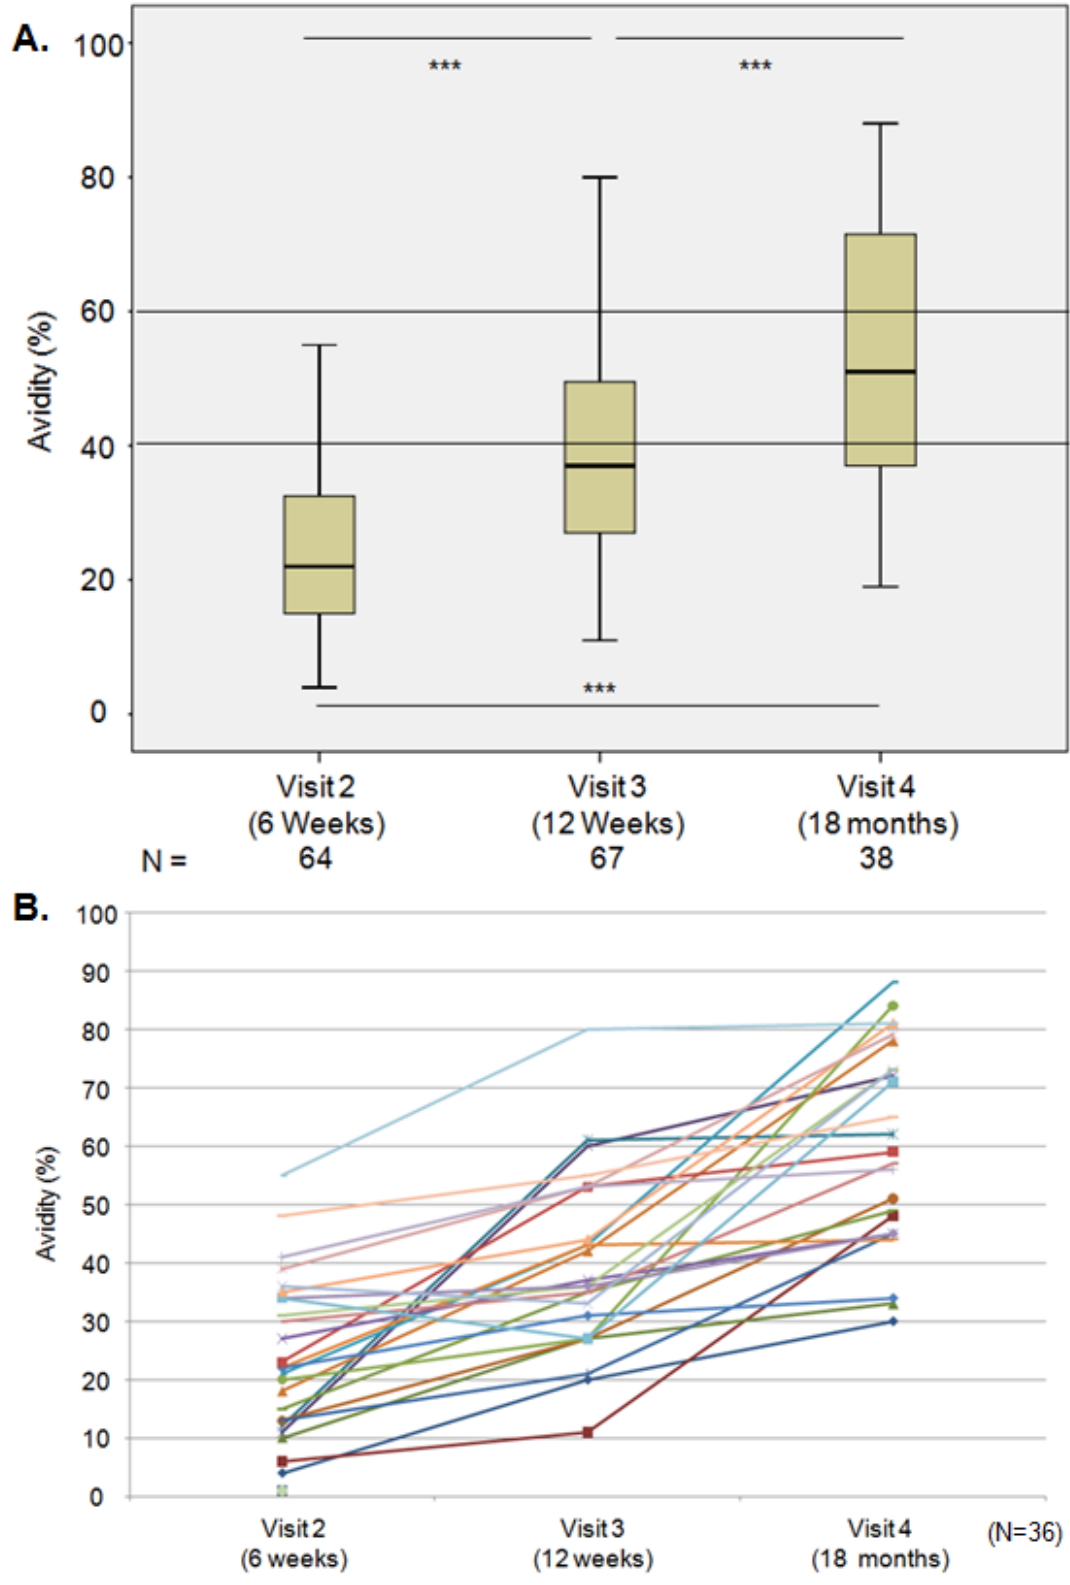 A.
100
***
***
80
60
Avidity (%)
40
20
***
0
Visit 2
(6 Weeks)
Visit 3
(12 Weeks)
Visit 4
(18 months)
N =
64
67
38
B.
100
90
80
70
60
Avidity (%)
50
40
30
20
10
0
Visit 2
(6 weeks)
Visit 3
(12 weeks)
Visit 4
(18 months)
(N=36)